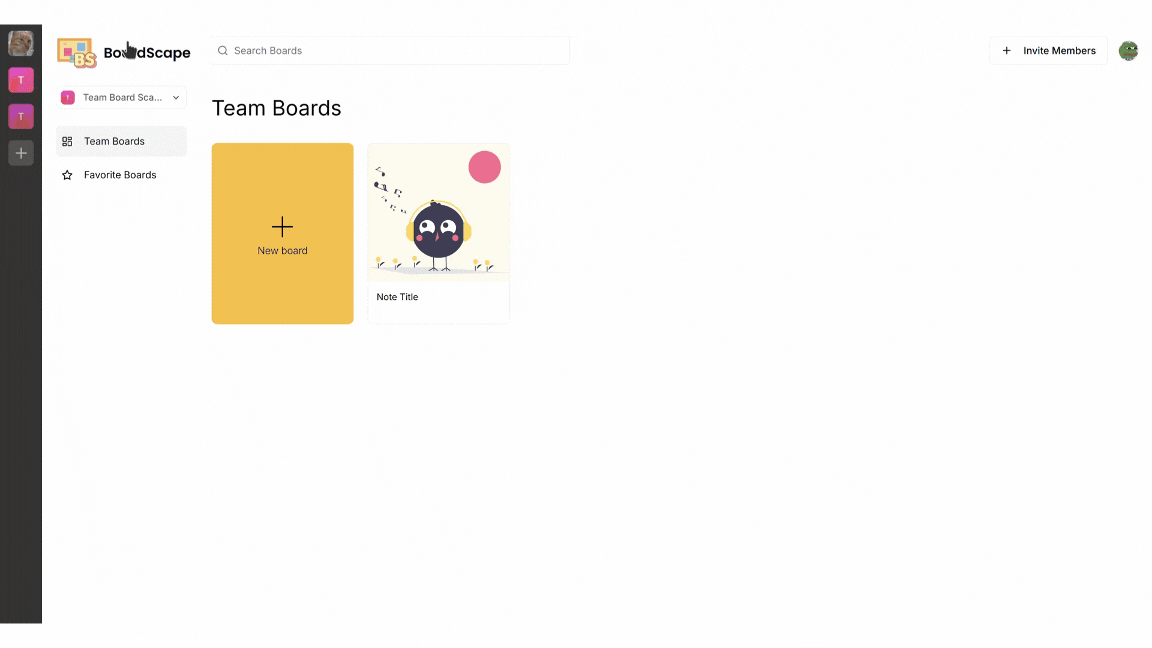 BS
BoardScape
Search Boards
+ Invite Members
T
T
T Team Board Sca...
Team Boards
Favorite Boards
Team Boards
New board
Note Title